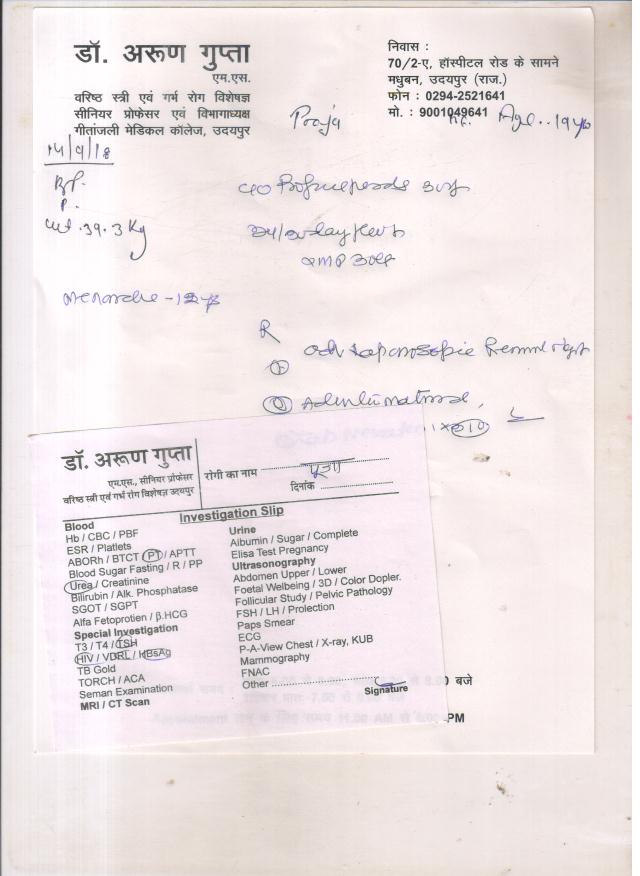 डॉ. अरूण गुप्ता
एम.एस.
वरिष्ठ स्त्री एवं गर्भ रोग विशेषज्ञ
सीनियर प्रोफेसर एवं विभागाध्यक्ष
गीतांजली मेडिकल कॉलेज, उदयपुर
निवास :
70/2-ए, हॉस्पीटल रोड के सामने
मधुबन, उदयपुर (राज.)
फोन : 0294-2521641
मो. : 9001049641
Pooja
Age..19
14/9/18
BP.
P.
Wt.39.3 Kg
Menarche -12
R
① Adv
②
डॉ. अरूण गुप्ता
एम.एस., सीनियर प्रोफेसर
वरिष्ठ स्त्री एवं गर्भ रोग विशेषज्ञ उदयपुर
रोगी का नाम पूजा
दिनांक
Investigation Slip
Blood
Hb / CBC / PBF
ESR / Platlets
ABORh / BTCT / PT / APTT
Blood Sugar Fasting / R / PP
Urea / Creatinine
Bilirubin / Alk. Phosphatase
SGOT / SGPT
Alfa Fetoprotien / β.HCG
Special Investigation
T3 / T4 / TSH
HIV / VDRL / HBsAg
TB Gold
TORCH / ACA
Seman Examination
MRI / CT Scan
Urine
Albumin / Sugar / Complete
Elisa Test Pregnancy
Ultrasonography
Abdomen Upper / Lower
Foetal Welbeing / 3D / Color Dopler.
Follicular Study / Pelvic Pathology
FSH / LH / Prolection
Paps Smear
ECG
P-A-View Chest / X-ray, KUB
Mammography
FNAC
Other
Signature
बजे
PM